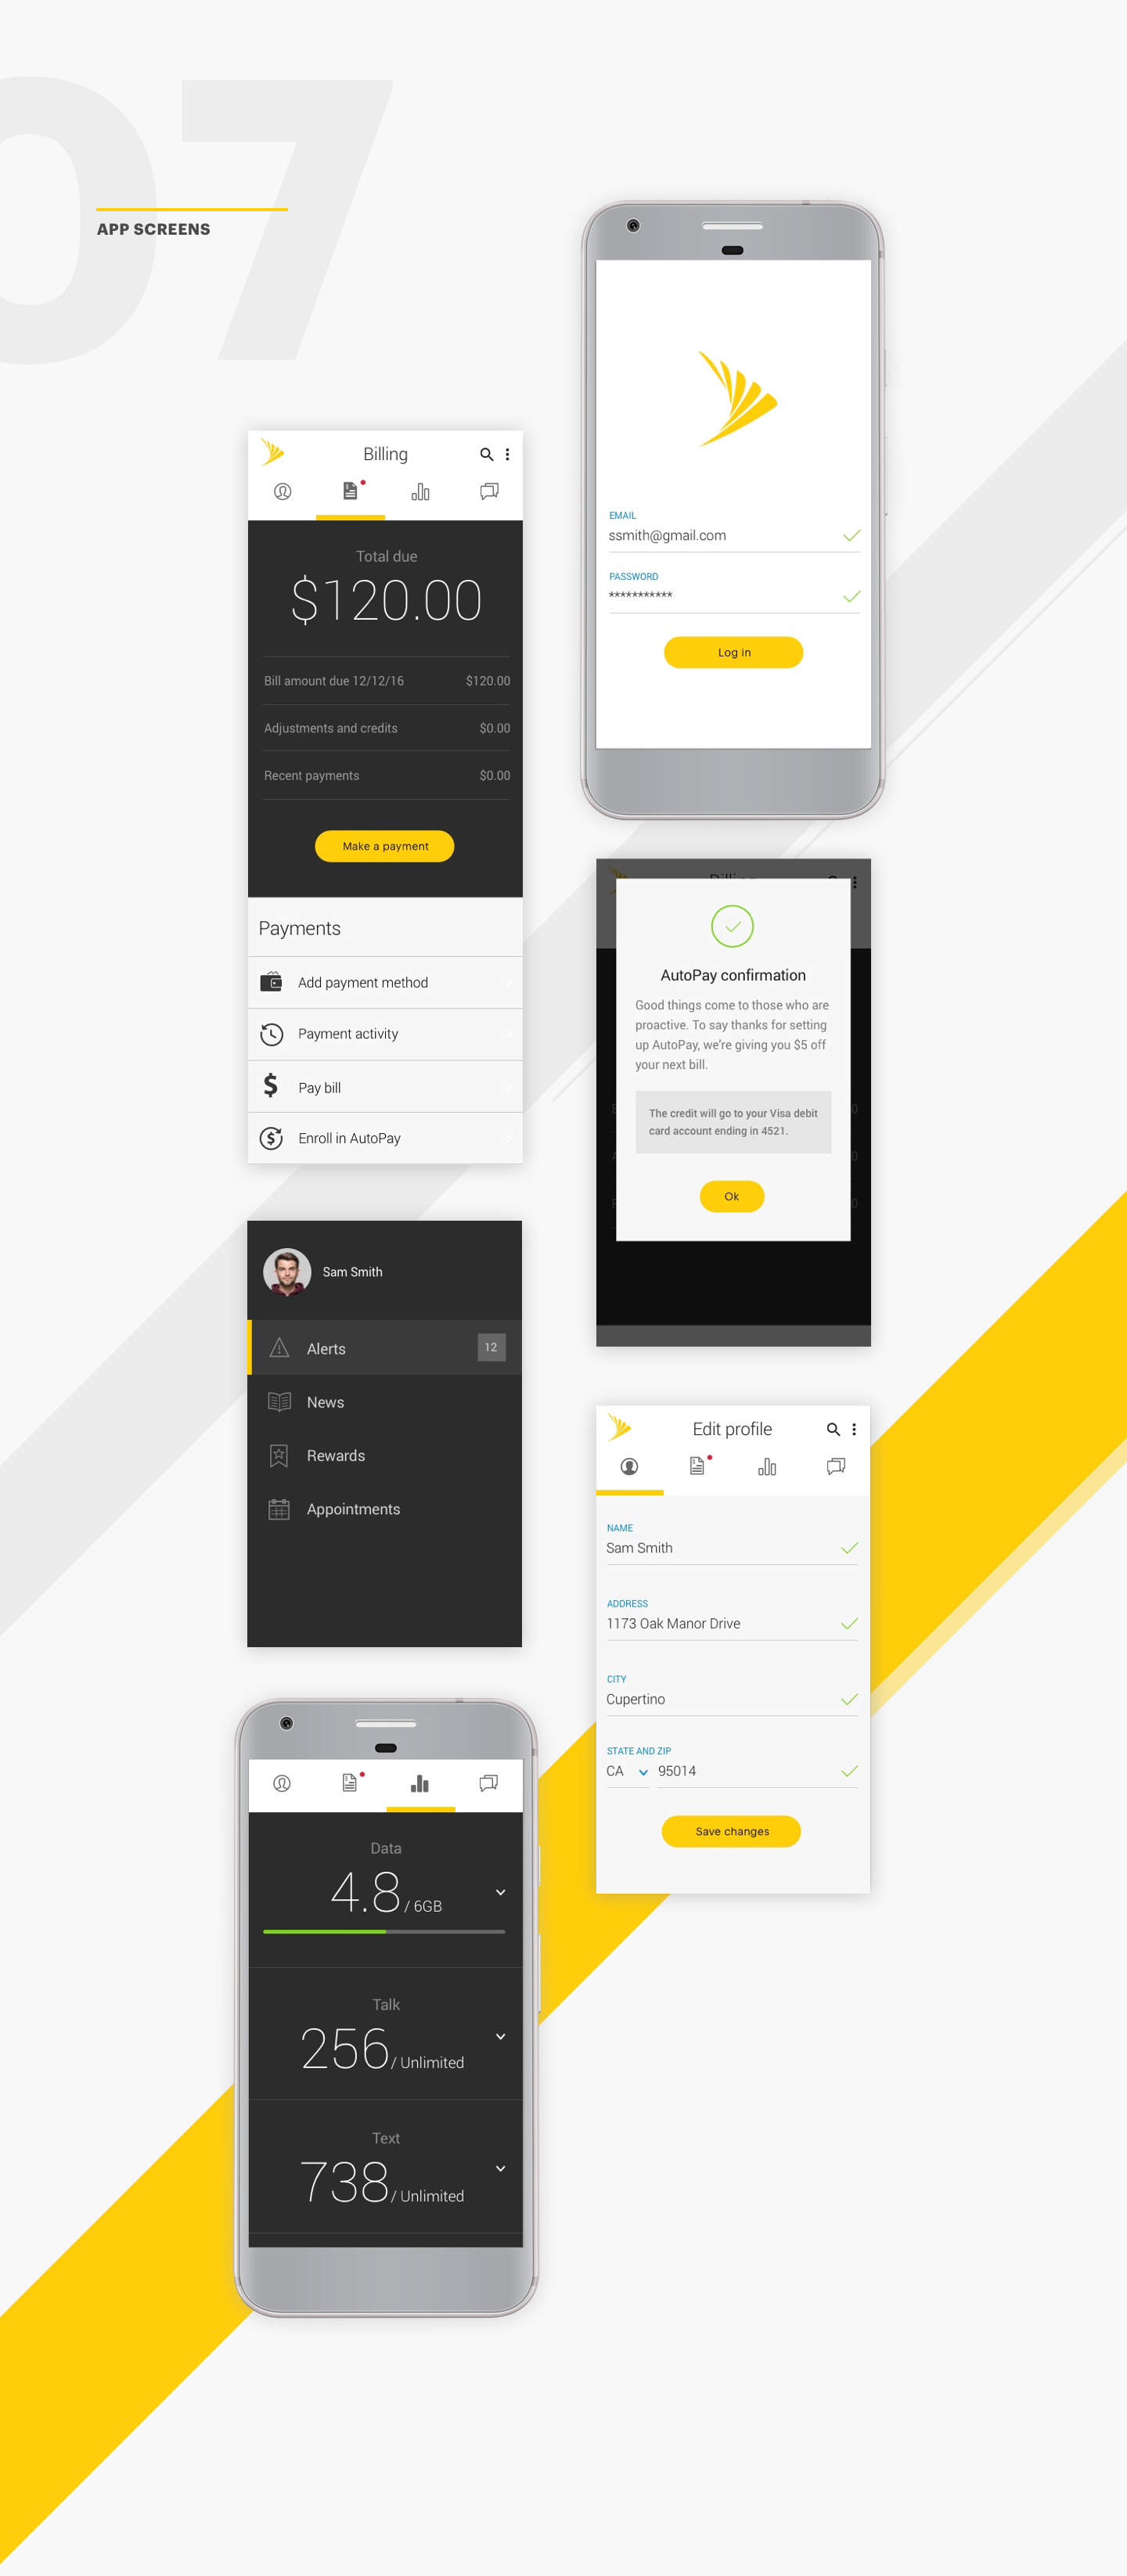 07
APP SCREENS
EMAIL
ssmith@gmail.com
PASSWORD
***********
Log in
Billing
Total due
$120.00
Bill amount due 12/12/16 $120.00
Adjustments and credits $0.00
Recent payments $0.00
Make a payment
Payments
Add payment method
Payment activity
Pay bill
Enroll in AutoPay
AutoPay confirmation
Good things come to those who are
proactive. To say thanks for setting
up AutoPay, we’re giving you $5 off
your next bill.
The credit will go to your Visa debit
card account ending in 4521.
Ok
Sam Smith
Alerts 12
News
Rewards
Appointments
Edit profile
NAME
Sam Smith
ADDRESS
1173 Oak Manor Drive
CITY
Cupertino
STATE AND ZIP
CA 95014
Save changes
Data
4.8 / 6GB
Talk
256 / Unlimited
Text
738 / Unlimited